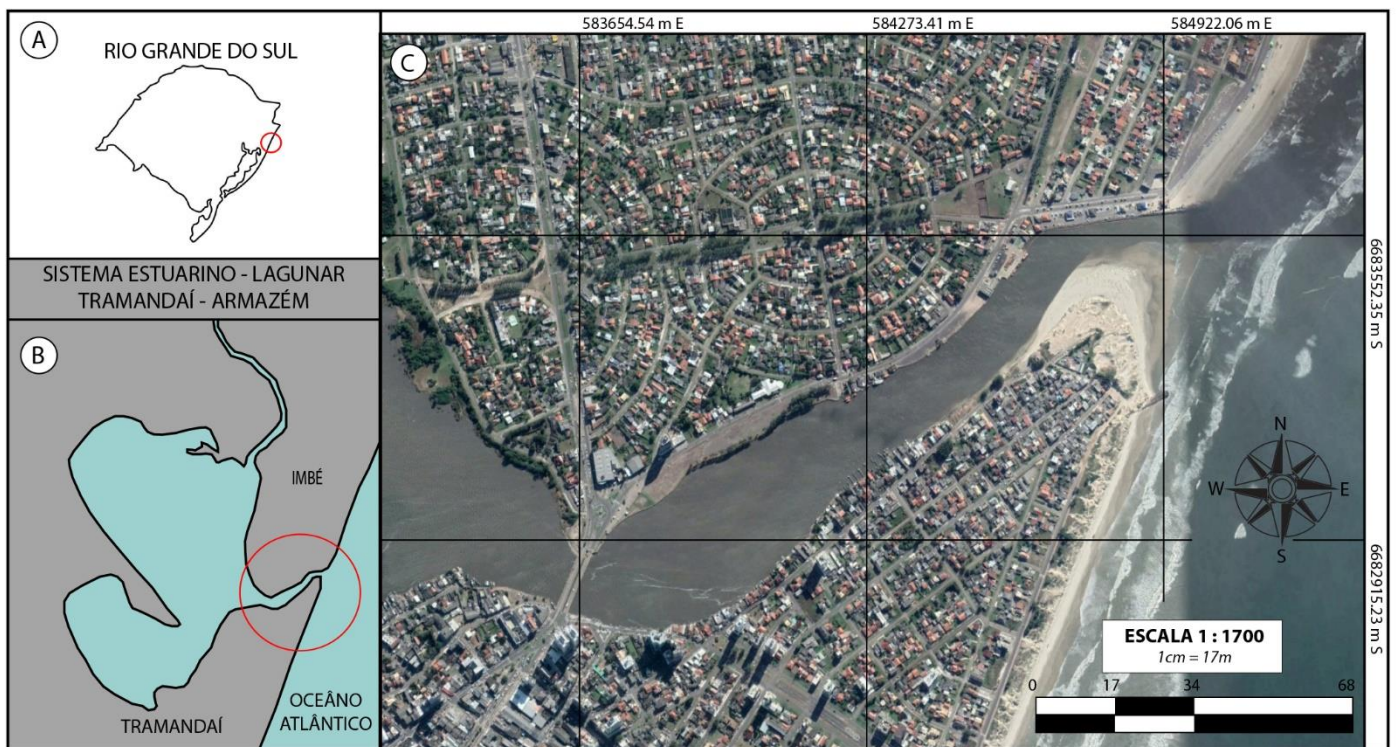 A
RIO GRANDE DO SUL
SISTEMA ESTUARINO - LAGUNAR
TRAMANDAÍ - ARMAZÉM
B
IMBÉ
TRAMANDAÍ
OCEÂNO
ATLÂNTICO
583654.54 m E
584273.41 m E
584922.06 m E
C
6683552.35 m S
6682915.23 m S
N
W
E
S
ESCALA 1 : 1700
1cm = 17m
0
17
34
68